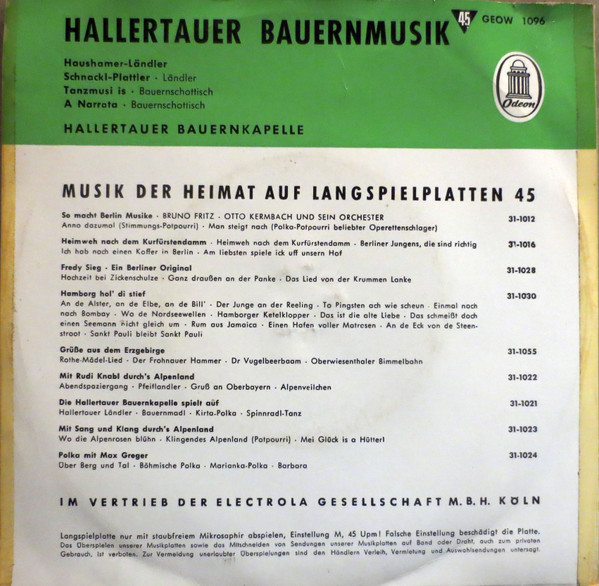 HALLERTAUER BAUERNMUSIK 45 GEOW 1096
Haushamer-Ländler
Schnackl-Plattler · Ländler
Tanzmusi is · Bauernschottisch
A Narrata · Bauernschottisch
Odeon
HALLERTAUER BAUERNKAPELLE
MUSIK DER HEIMAT AUF LANGSPIELPLATTEN 45
So macht Berlin Musike · BRUNO FRITZ · OTTO KERMBACH UND SEIN ORCHESTER 31-1012
Anno dazumal (Stimmungs-Potpourri) · Man steigt nach (Polka-Potpourri beliebter Operettenschlager)
Heimweh nach dem Kurfürstendamm · Heimweh nach dem Kurfürstendamm · Berliner Jungens, die sind richtig 31-1016
Ich hab noch einen Koffer in Berlin · Am liebsten spiele ick uff unsern Hof
Fredy Sieg · Ein Berliner Original 31-1028
Hochzeit bei Zickenschulze · Ganz draußen an der Panke · Das Lied von der Krummen Lanke
Hamborg hol' di stief 31-1030
An de Alster, an de Elbe, an de Bill' · Der Junge an der Reeling · To Pingsten ach wie scheun · Einmal noch
nach Bombay · Wo de Nordseewellen · Hamborger Ketelklopper · Das ist die alte Liebe · Das schmeißt doch
einen Seemann nicht gleich um · Rum aus Jamaica · Einen Hafen voller Matrosen · An de Eck von de Steen-
stroot · Sankt Pauli bleibt Sankt Pauli
Grüße aus dem Erzgebirge 31-1055
Rothe-Mädel-Lied · Der Frohnauer Hammer · Dr Vugelbeerbaam · Oberwiesenthaler Bimmelbahn
Mit Rudi Knabl durch's Alpenland 31-1022
Abendspaziergang · Pfeiflandler · Gruß an Oberbayern · Alpenveilchen
Die Hallertauer Bauernkapelle spielt auf 31-1021
Hallertauer Ländler · Bauernmadl · Kirta-Polka · Spinnradl-Tanz
Mit Sang und Klang durch's Alpenland 31-1023
Wo die Alpenrosen blühn · Klingendes Alpenland (Potpourri) · Mei Glück is a Hütterl
Polka mit Max Greger 31-1024
Über Berg und Tal · Böhmische Polka · Marianka-Polka · Barbara
IM VERTRIEB DER ELECTROLA GESELLSCHAFT M.B.H. KÖLN
Langspielplatte nur mit staubfreiem Mikrosaphir abspielen, Einstellung M, 45 Upm! Falsche Einstellung beschädigt die Platte.
Das Überspielen unserer Musikplatten sowie das Mitschneiden von Sendungen unserer Musikplatten auf Band oder Draht, auch zum privaten
Gebrauch, ist verboten. Zur Vermeidung unerlaubter Überspielungen sind den Händlern Verleih, Vermietung und Auswahlsendungen untersagt.